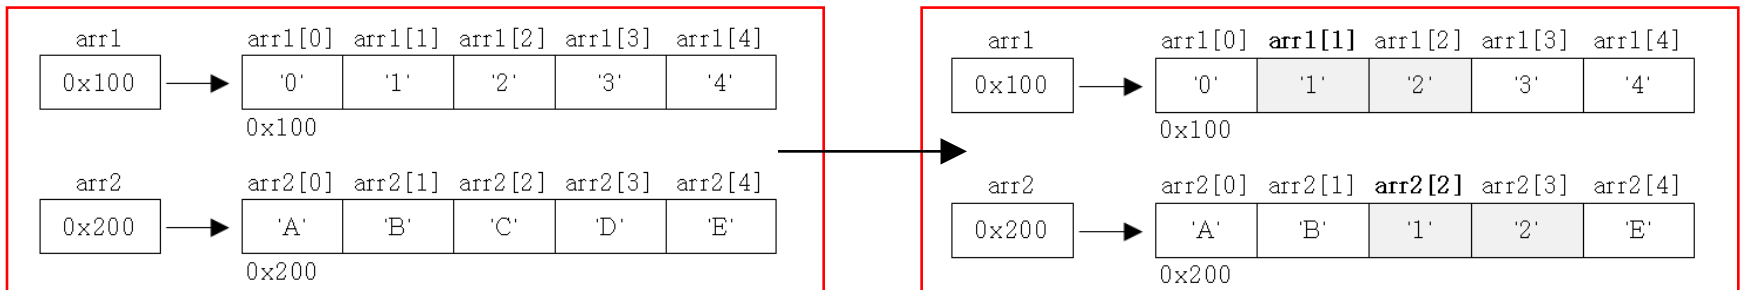 arr1 arr1[0] arr1[1] arr1[2] arr1[3] arr1[4]
0x100 '0' '1' '2' '3' '4'
0x100
arr2 arr2[0] arr2[1] arr2[2] arr2[3] arr2[4]
0x200 'A' 'B' 'C' 'D' 'E'
0x200
arr1 arr1[0] arr1[1] arr1[2] arr1[3] arr1[4]
0x100 '0' '1' '2' '3' '4'
0x100
arr2 arr2[0] arr2[1] arr2[2] arr2[3] arr2[4]
0x200 'A' 'B' '1' '2' 'E'
0x200